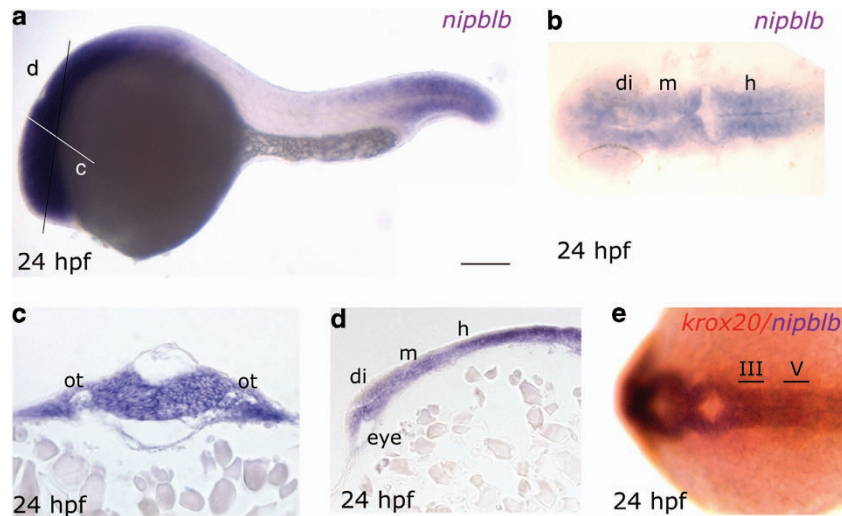 a
nipblb
d
c
24 hpf
b
nipblb
di m h
24 hpf
c
ot ot
24 hpf
d
h
m
di
eye
24 hpf
e
krox20/nipblb
III V
24 hpf